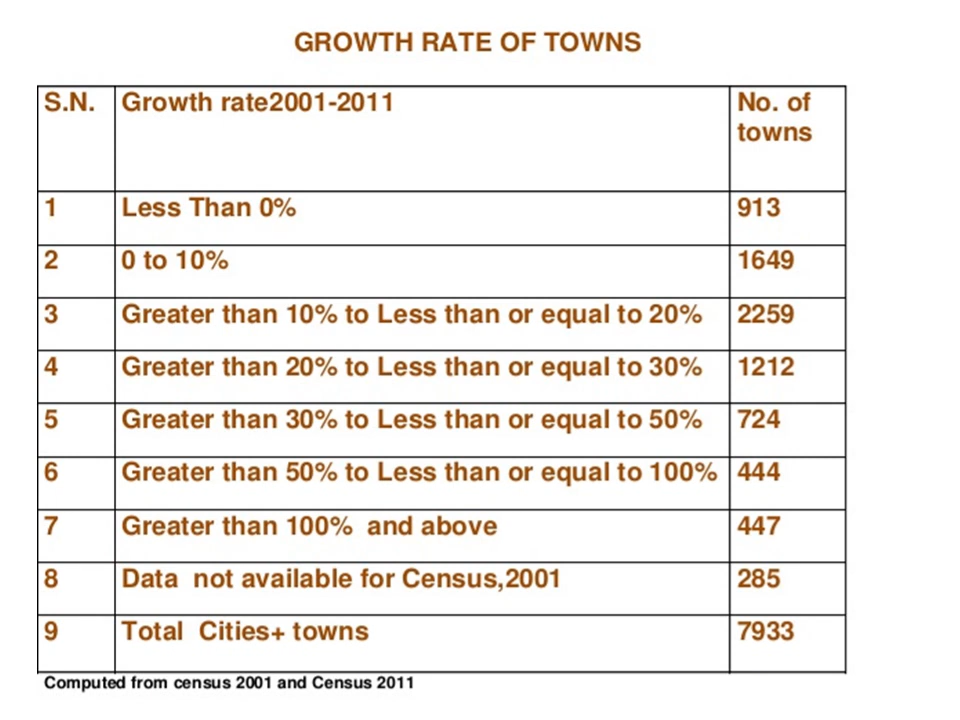 GROWTH RATE OF TOWNS
S.N. Growth rate2001-2011 No. of
towns
1 Less Than 0% 913
2 0 to 10% 1649
3 Greater than 10% to Less than or equal to 20% 2259
4 Greater than 20% to Less than or equal to 30% 1212
5 Greater than 30% to Less than or equal to 50% 724
6 Greater than 50% to Less than or equal to 100% 444
7 Greater than 100% and above 447
8 Data not available for Census,2001 285
9 Total Cities+ towns 7933
Computed from census 2001 and Census 2011